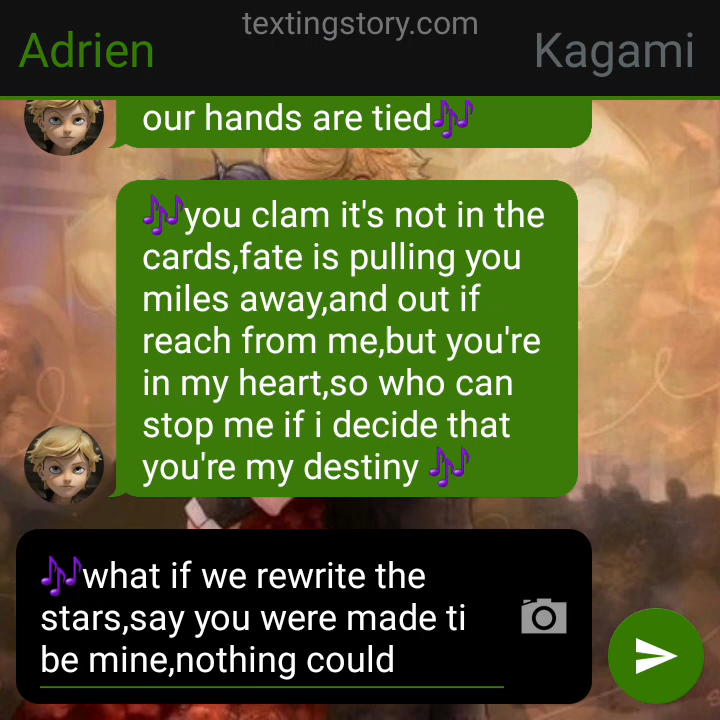 textingstory.com
Adrien
Kagami
our hands are tied🎶
🎶you clam it's not in the
cards,fate is pulling you
miles away,and out if
reach from me,but you're
in my heart,so who can
stop me if i decide that
you're my destiny 🎶
🎶what if we rewrite the
stars,say you were made ti
be mine,nothing could